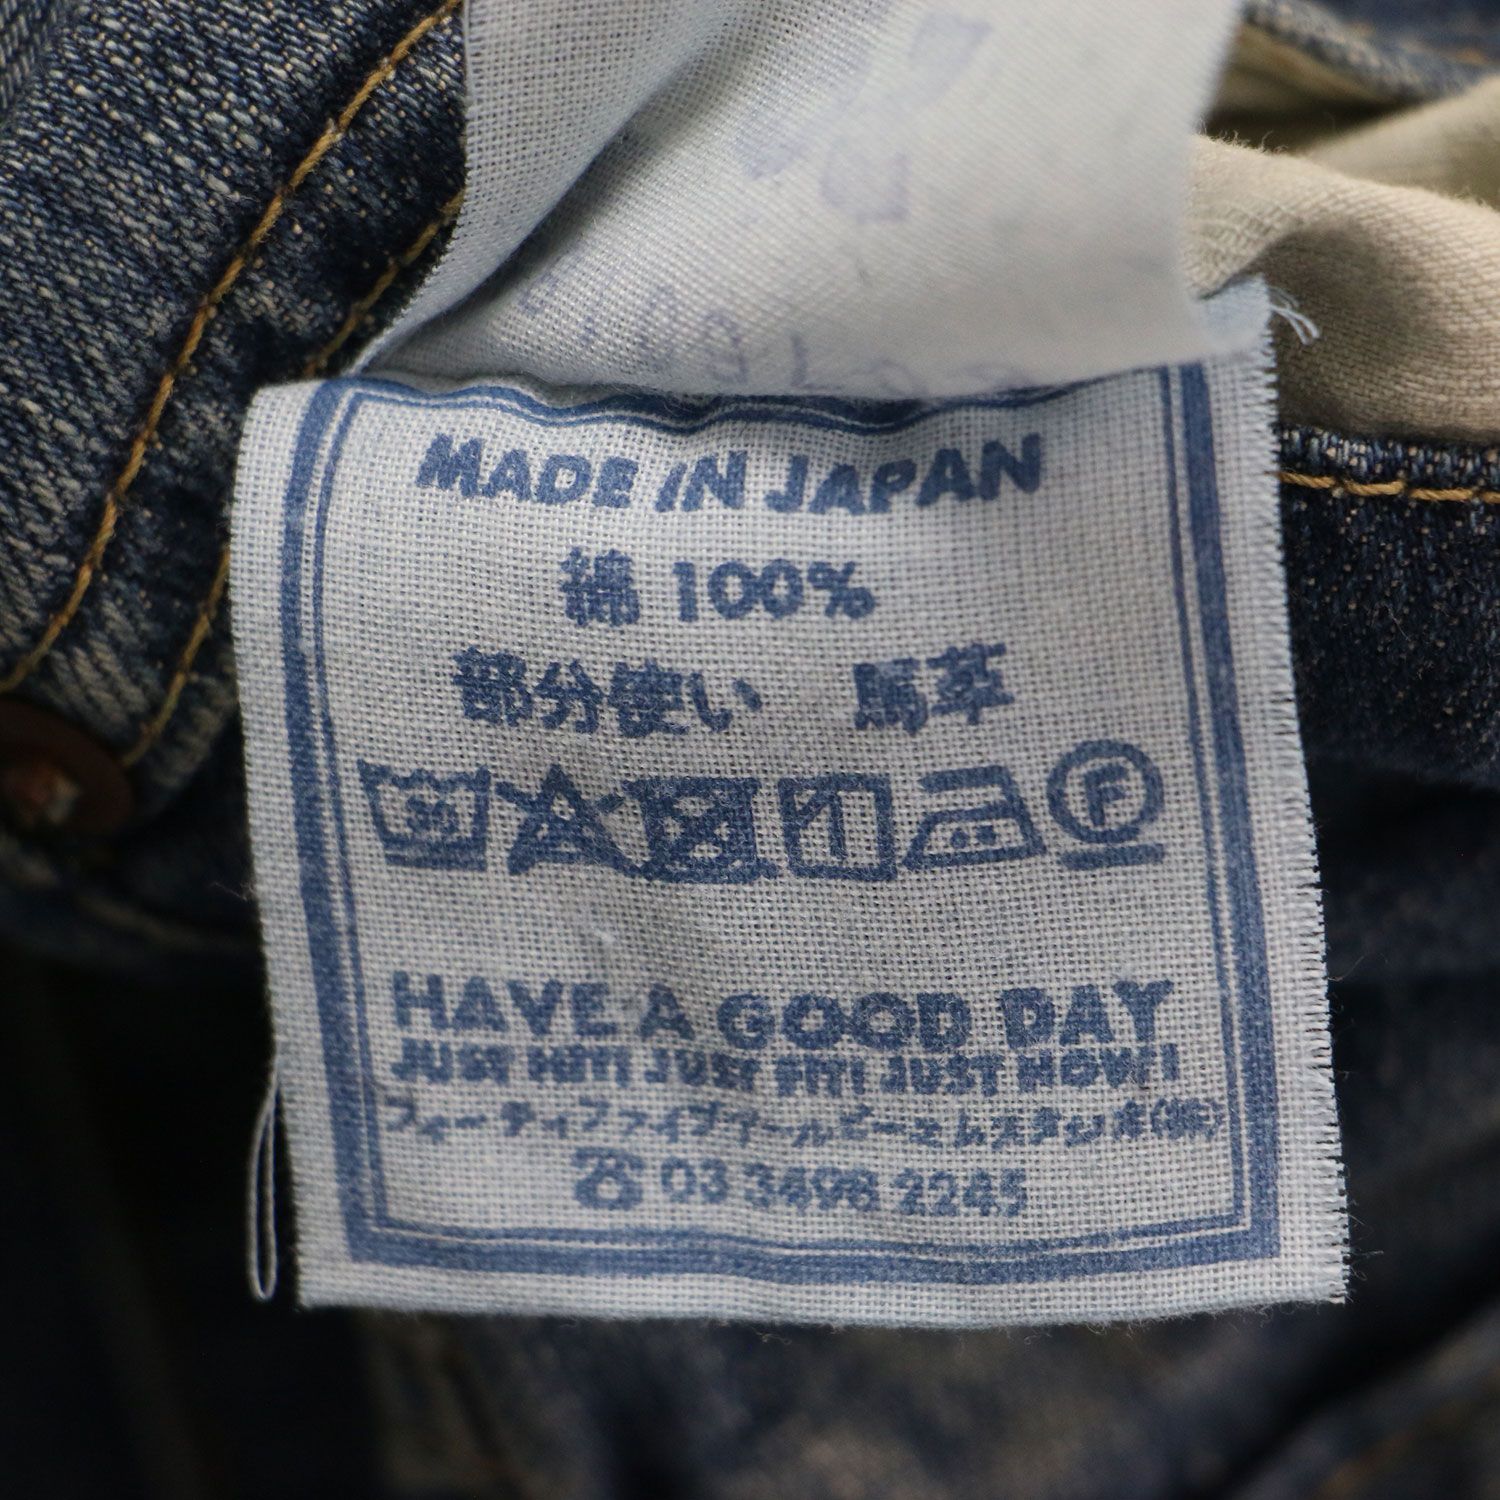 MADE IN JAPAN
綿 100%
部分使い 馬革
30
F
HAVE A GOOD DAY
JUST HIT! JUST FIT! JUST NOW!
フォーティファイブアールピーエムスタジオ(株)
☎ 03 3498 2245